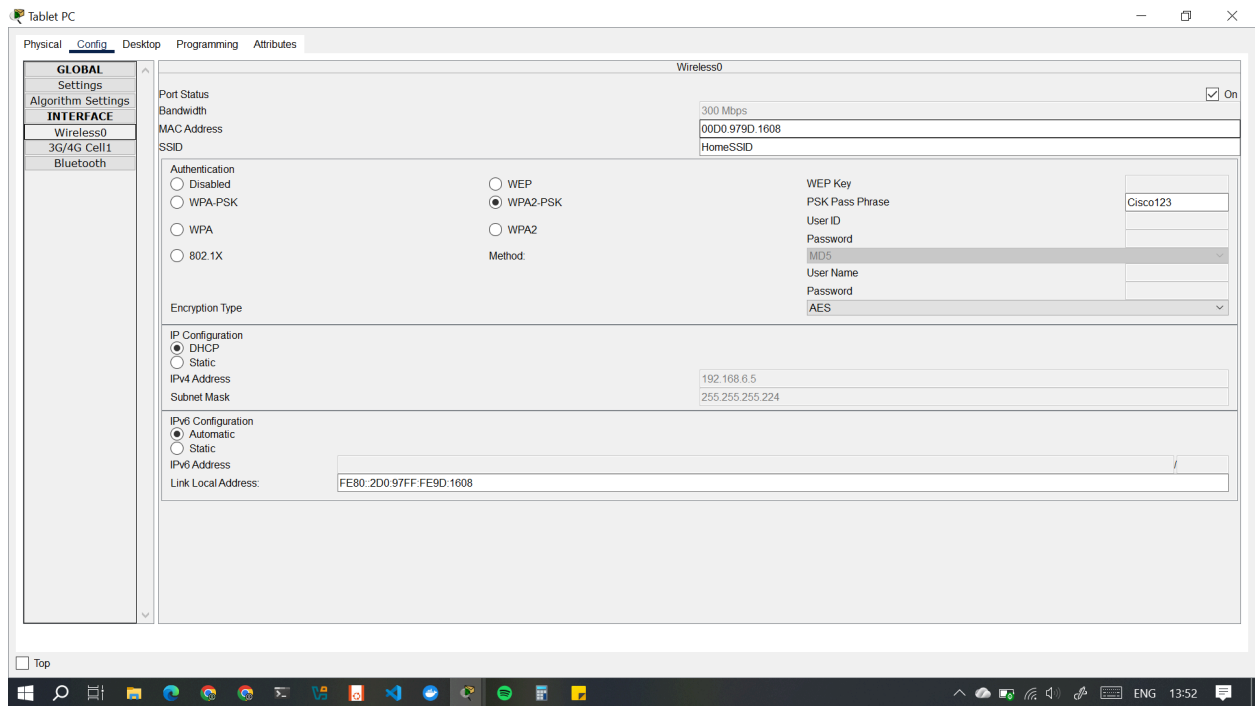 Tablet PC
Physical Config Desktop Programming Attributes
GLOBAL
Settings
Algorithm Settings
INTERFACE
Wireless0
3G/4G Cell1
Bluetooth
Wireless0
Port Status On
Bandwidth 300 Mbps
MAC Address 00D0.979D.1608
SSID HomeSSID
Authentication
Disabled WEP WEP Key
WPA-PSK WPA2-PSK PSK Pass Phrase Cisco123
User ID
WPA WPA2
Password
802.1X Method: MD5
User Name
Password
Encryption Type AES
IP Configuration
DHCP
Static
IPv4 Address 192.168.6.5
Subnet Mask 255.255.255.224
IPv6 Configuration
Automatic
Static
IPv6 Address /
Link Local Address: FE80::2D0:97FF:FE9D:1608
Top
ENG 13:52